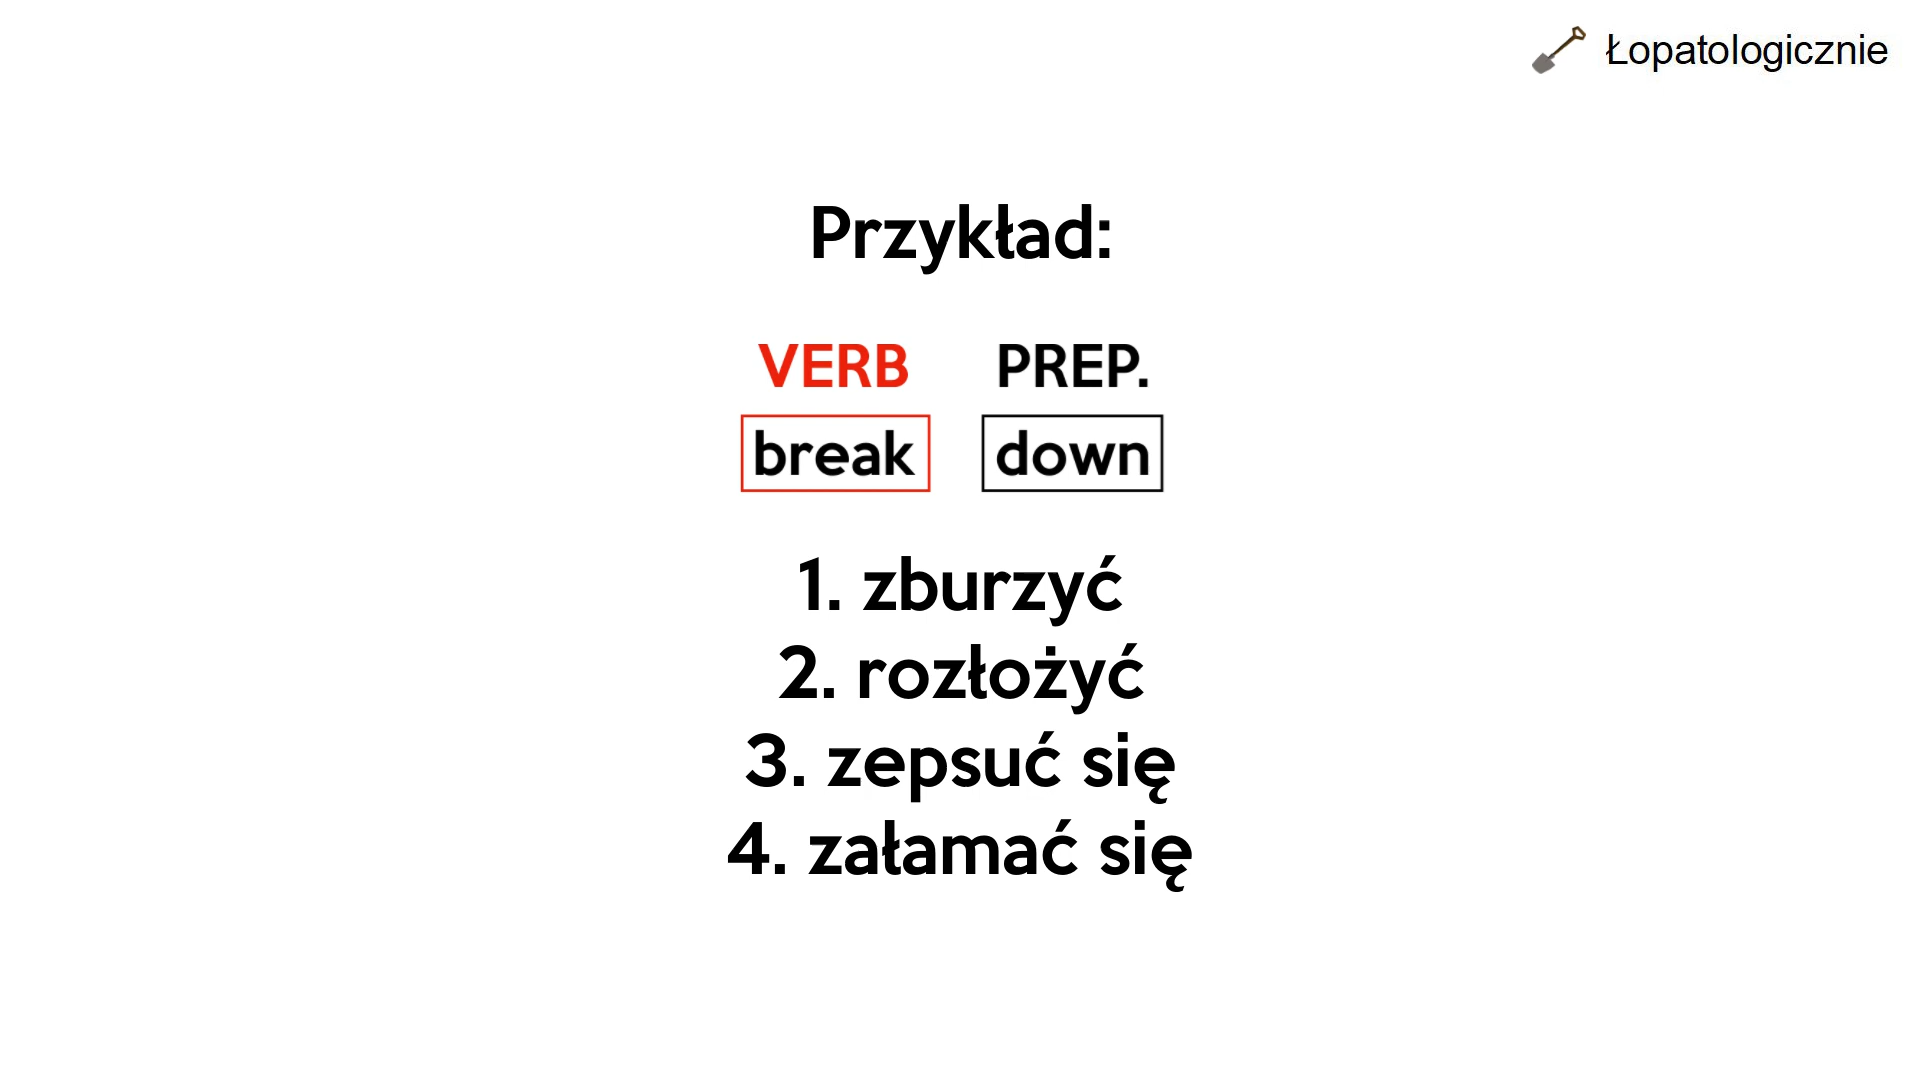 Łopatologicznie
Przykład:
VERB PREP.
break down
1. zburzyć
2. rozłożyć
3. zepsuć się
4. załamać się